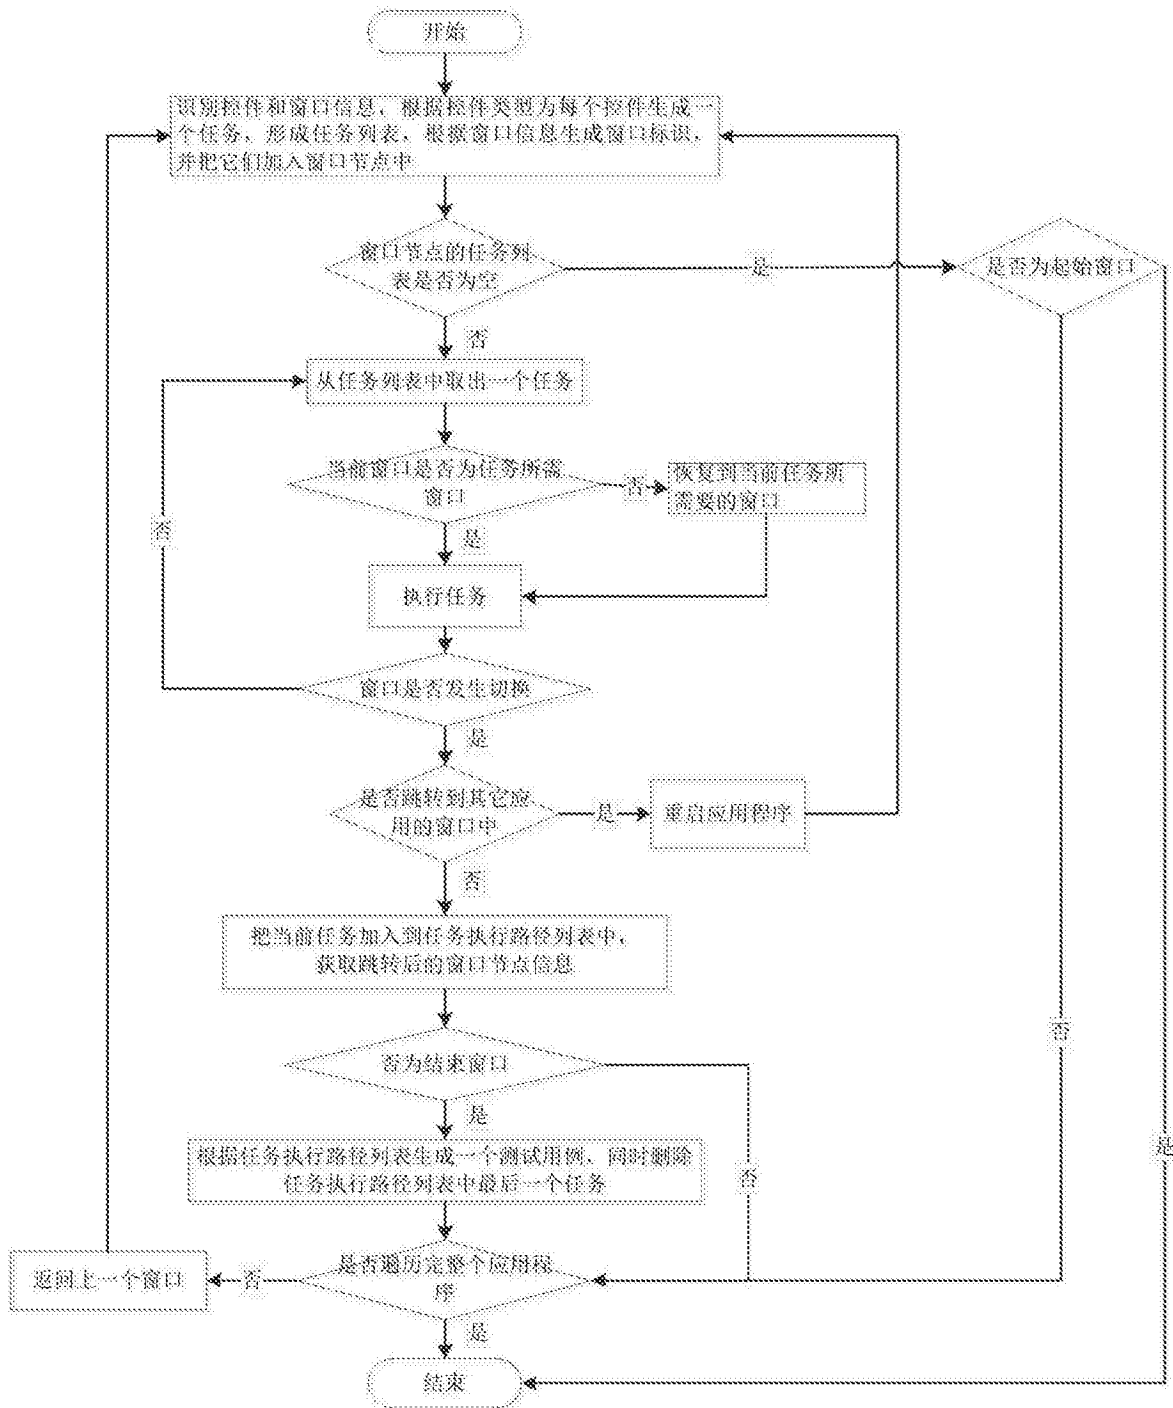 开始
识别控件和窗口信息，根据控件类型为每个控件生成一
个任务，形成任务列表，根据窗口信息生成窗口标识，
并把它们加入窗口节点中
窗口节点的任务列
表是否为空
是
是否为起始窗口
否
从任务列表中取出一个任务
当前窗口是否为任务所需
窗口
否
恢复到当前任务所
需要的窗口
否
是
执行任务
窗口是否发生切换
是
是否跳转到其它应
用的窗口中
是
重启应用程序
否
把当前任务加入到任务执行路径列表中，
获取跳转后的窗口节点信息
否
否为结束窗口
是
是
根据任务执行路径列表生成一个测试用例，同时删除
任务执行路径列表中最后一个任务
否
返回上一个窗口
否
是否遍历完整个应用程
序
是
结束